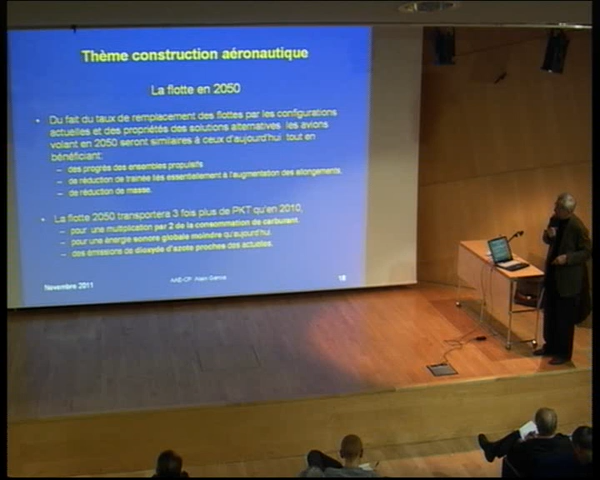 Thème construction aéronautique
La flotte en 2050
• Du fait du taux de remplacement des flottes par les configurations
actuelles et des propriétés des solutions alternatives les avions
volant en 2050 seront similaires à ceux d'aujourd'hui tout en
bénéficiant:
– des progrès des ensembles propulsifs
– de réduction de trainée liés essentiellement à l'augmentation des allongements,
– de réduction de masse.
• La flotte 2050 transportera 3 fois plus de PKT qu'en 2010,
– pour une multiplication par 2 de la consommation de carburant.
– pour une énergie sonore globale moindre qu'aujourd'hui.
– des émissions de dioxyde d'azote proches des actuelles.
Novembre 2011
Alain Garcia